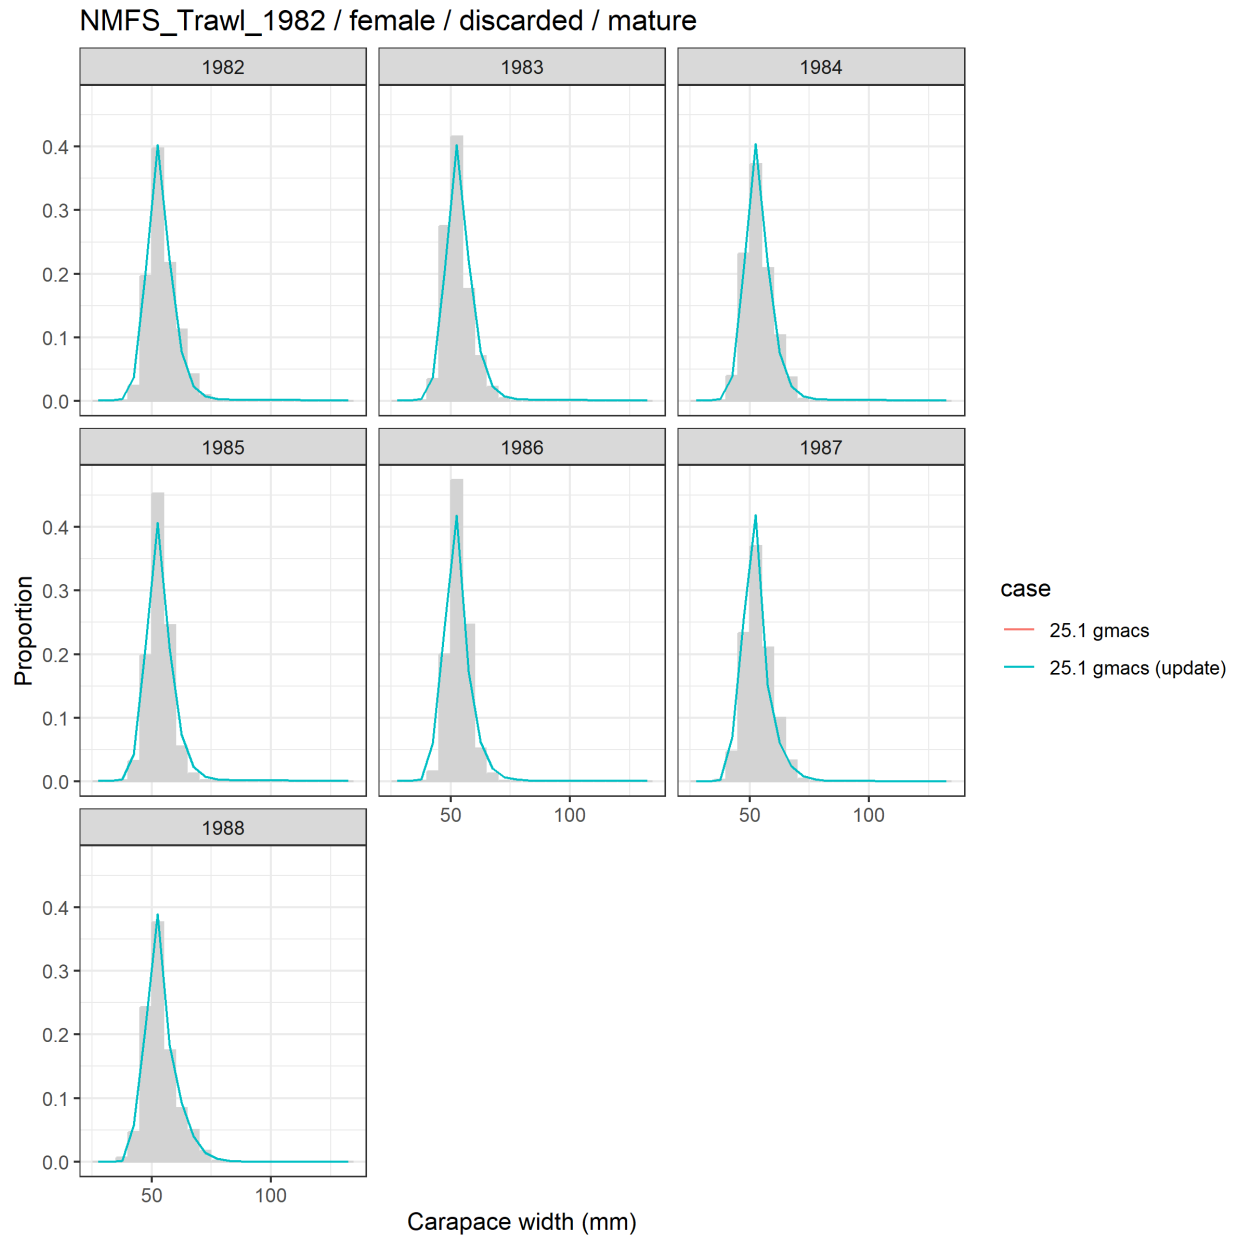 NMFS_Trawl_1982 / female / discarded / mature
1982 1983 1984
0.4
0.3
0.2
0.1
0.0
1985 1986 1987
0.4
0.3
0.2
0.1
0.0
50 100 50 100
1988
0.4
0.3
0.2
0.1
0.0
50 100
Proportion
Carapace width (mm)
case
25.1 gmacs
25.1 gmacs (update)